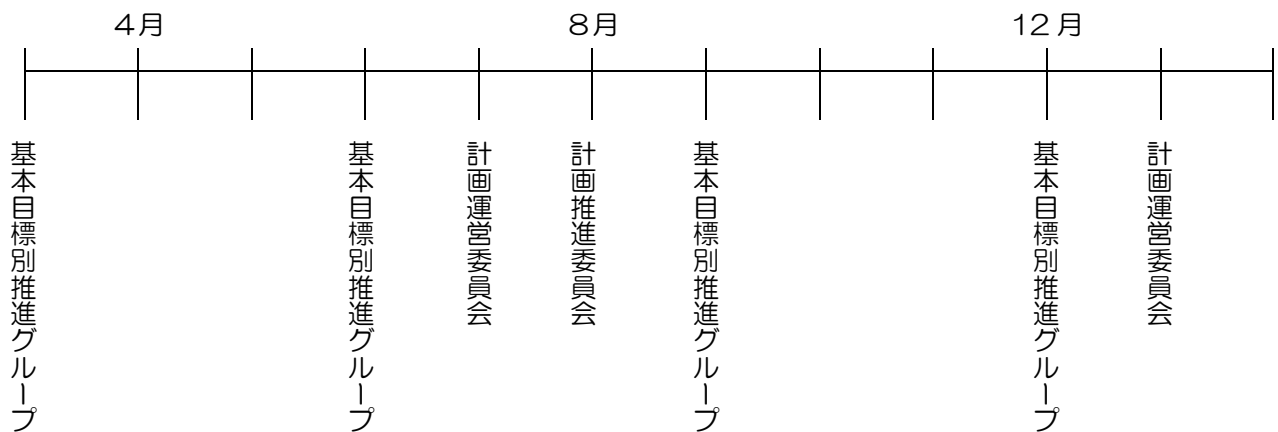 4月
8月
12月
基本目標別推進グループ
基本目標別推進グループ
計画運営委員会
計画推進委員会
基本目標別推進グループ
基本目標別推進グループ
計画運営委員会